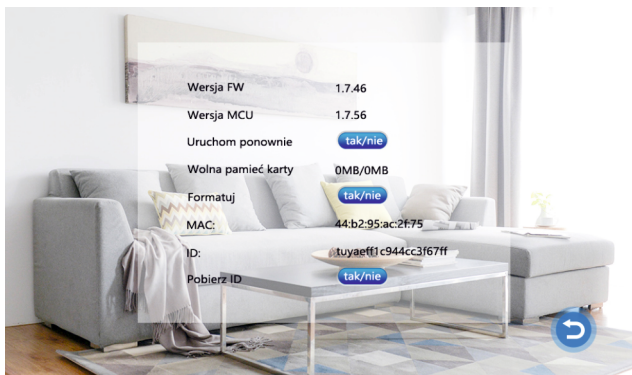 Wersja FW 1.7.46
Wersja MCU 1.7.56
Uruchom ponownie tak/nie
Wolna pamieć karty 0MB/0MB
Formatuj tak/nie
MAC: 44:b2:95:ac:2f:75
ID: tuyaeff1c944cc3f67ff
Pobierz ID tak/nie